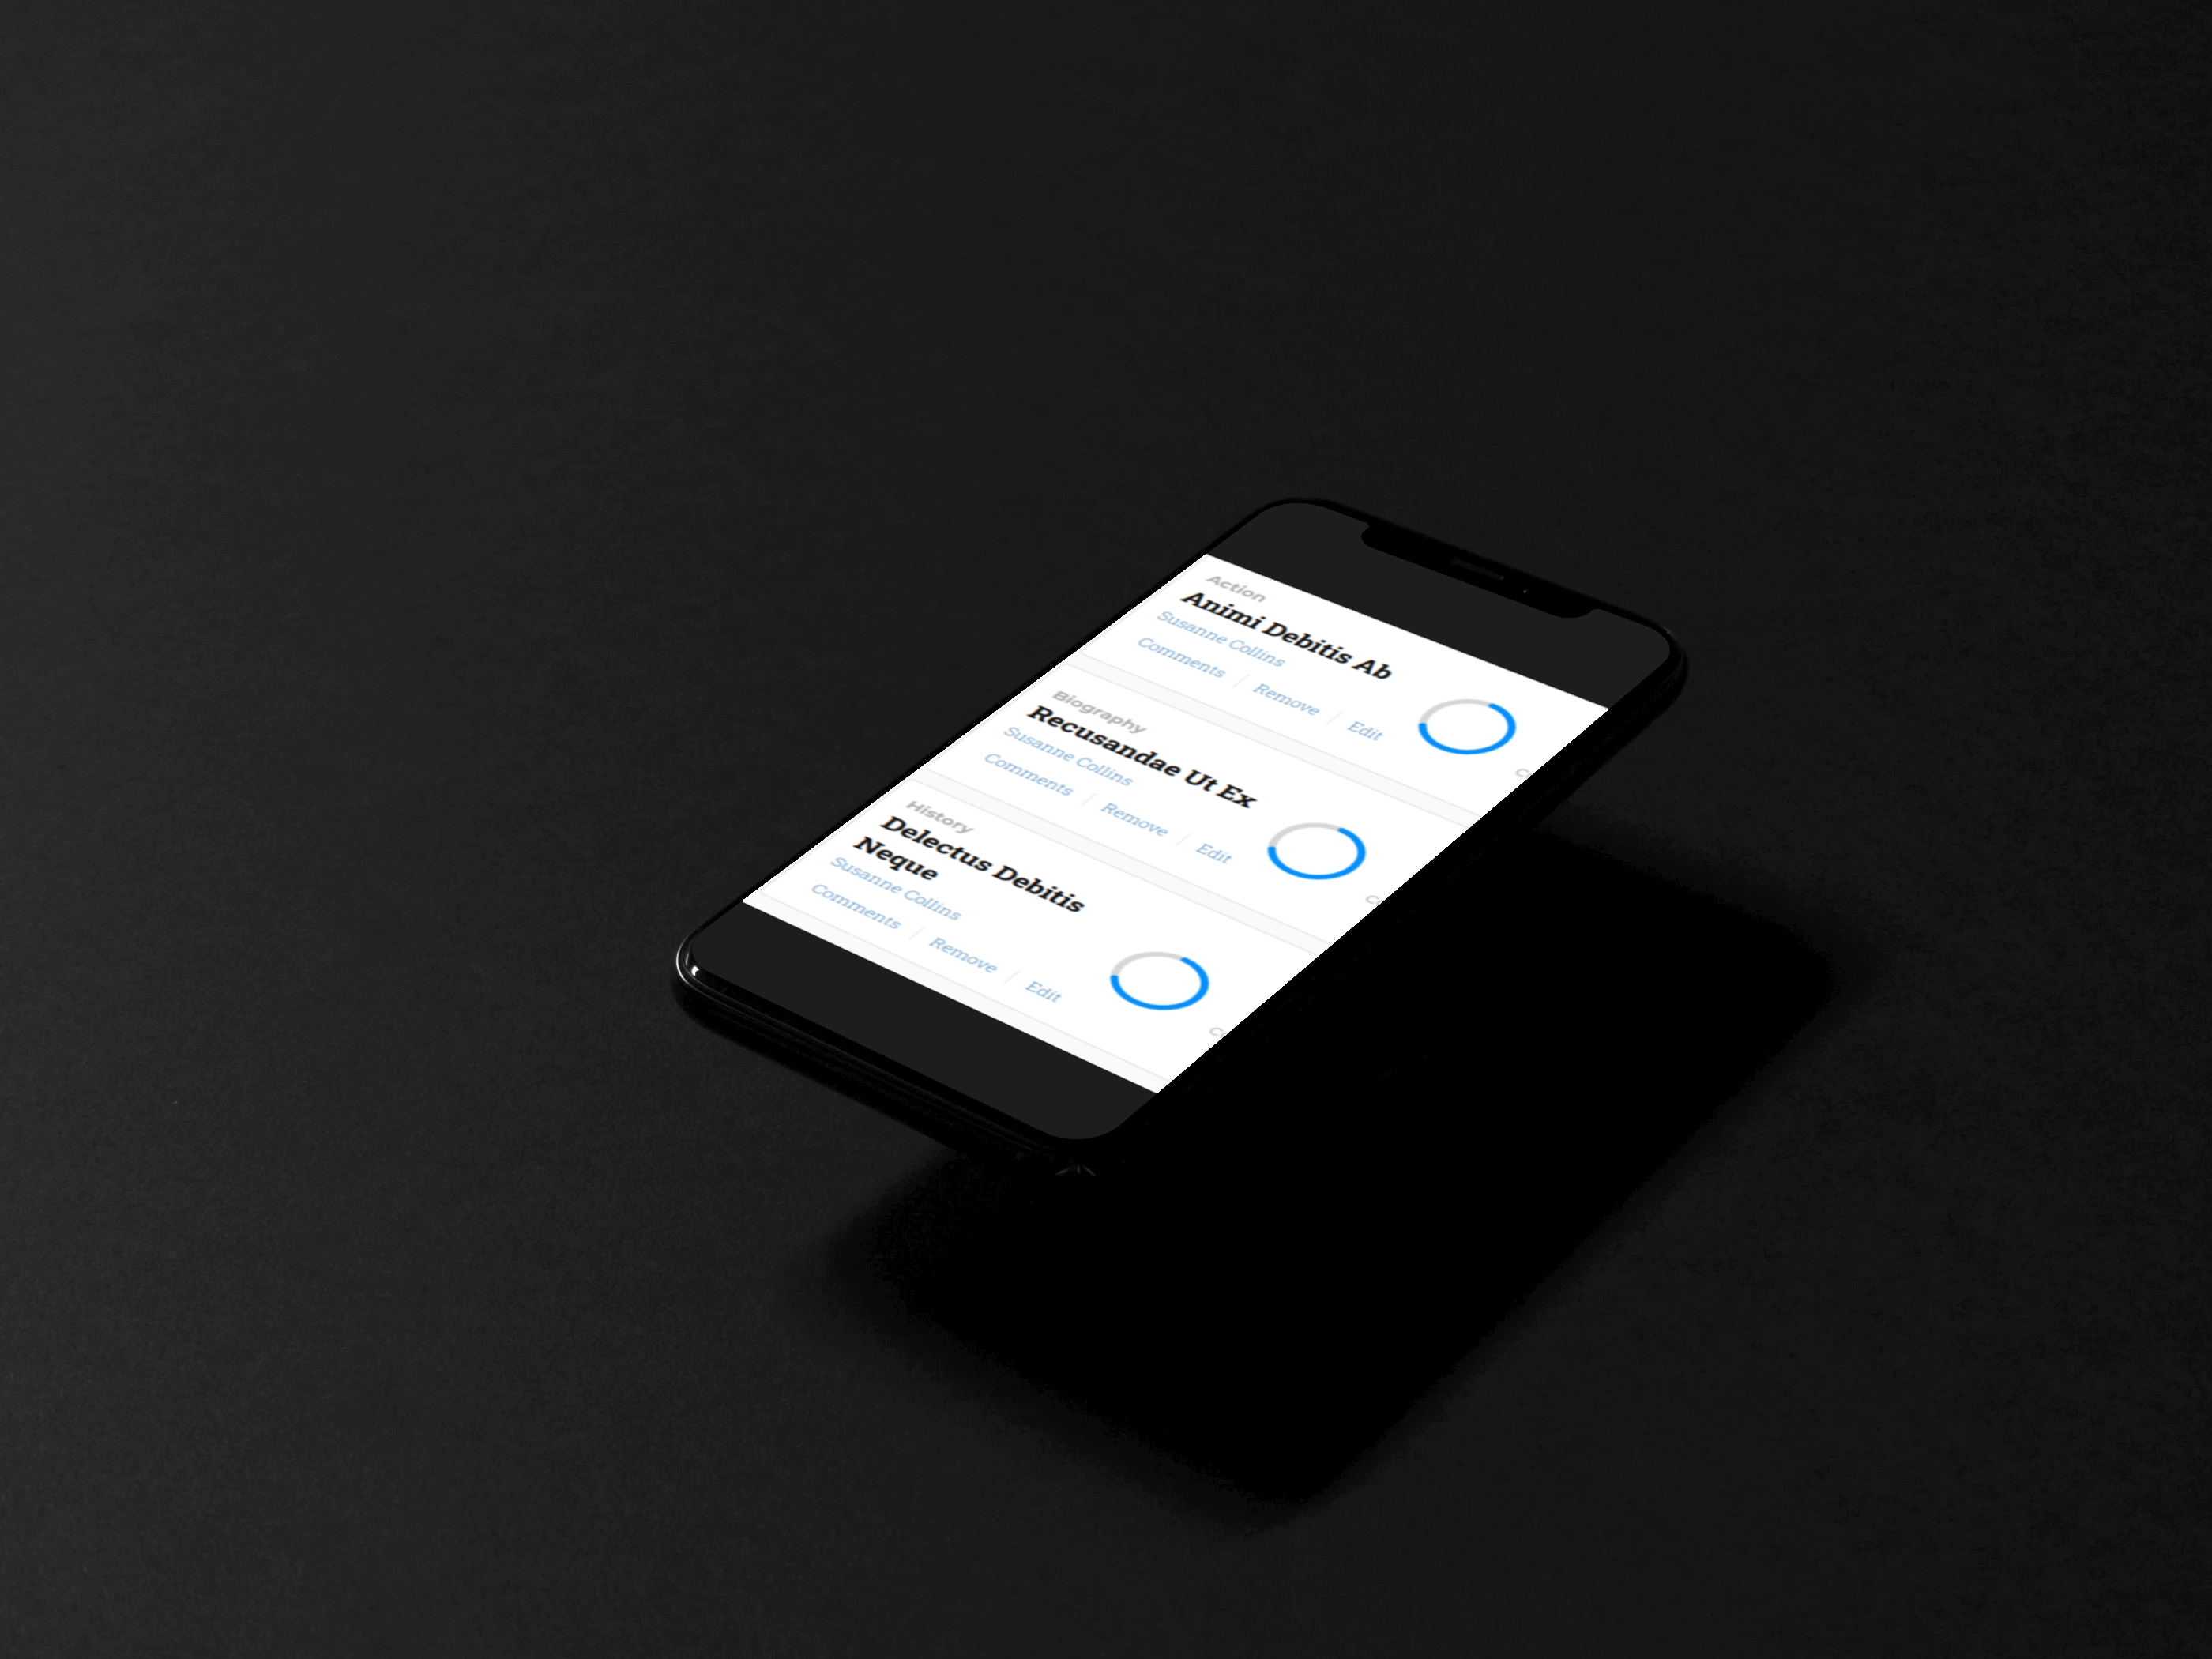 Action
Animi Debitis Ab
Susanne Collins
Comments Remove Edit
Biography
Recusandae Ut Ex
Susanne Collins
Comments Remove Edit
History
Delectus Debitis
Neque
Susanne Collins
Comments Remove Edit